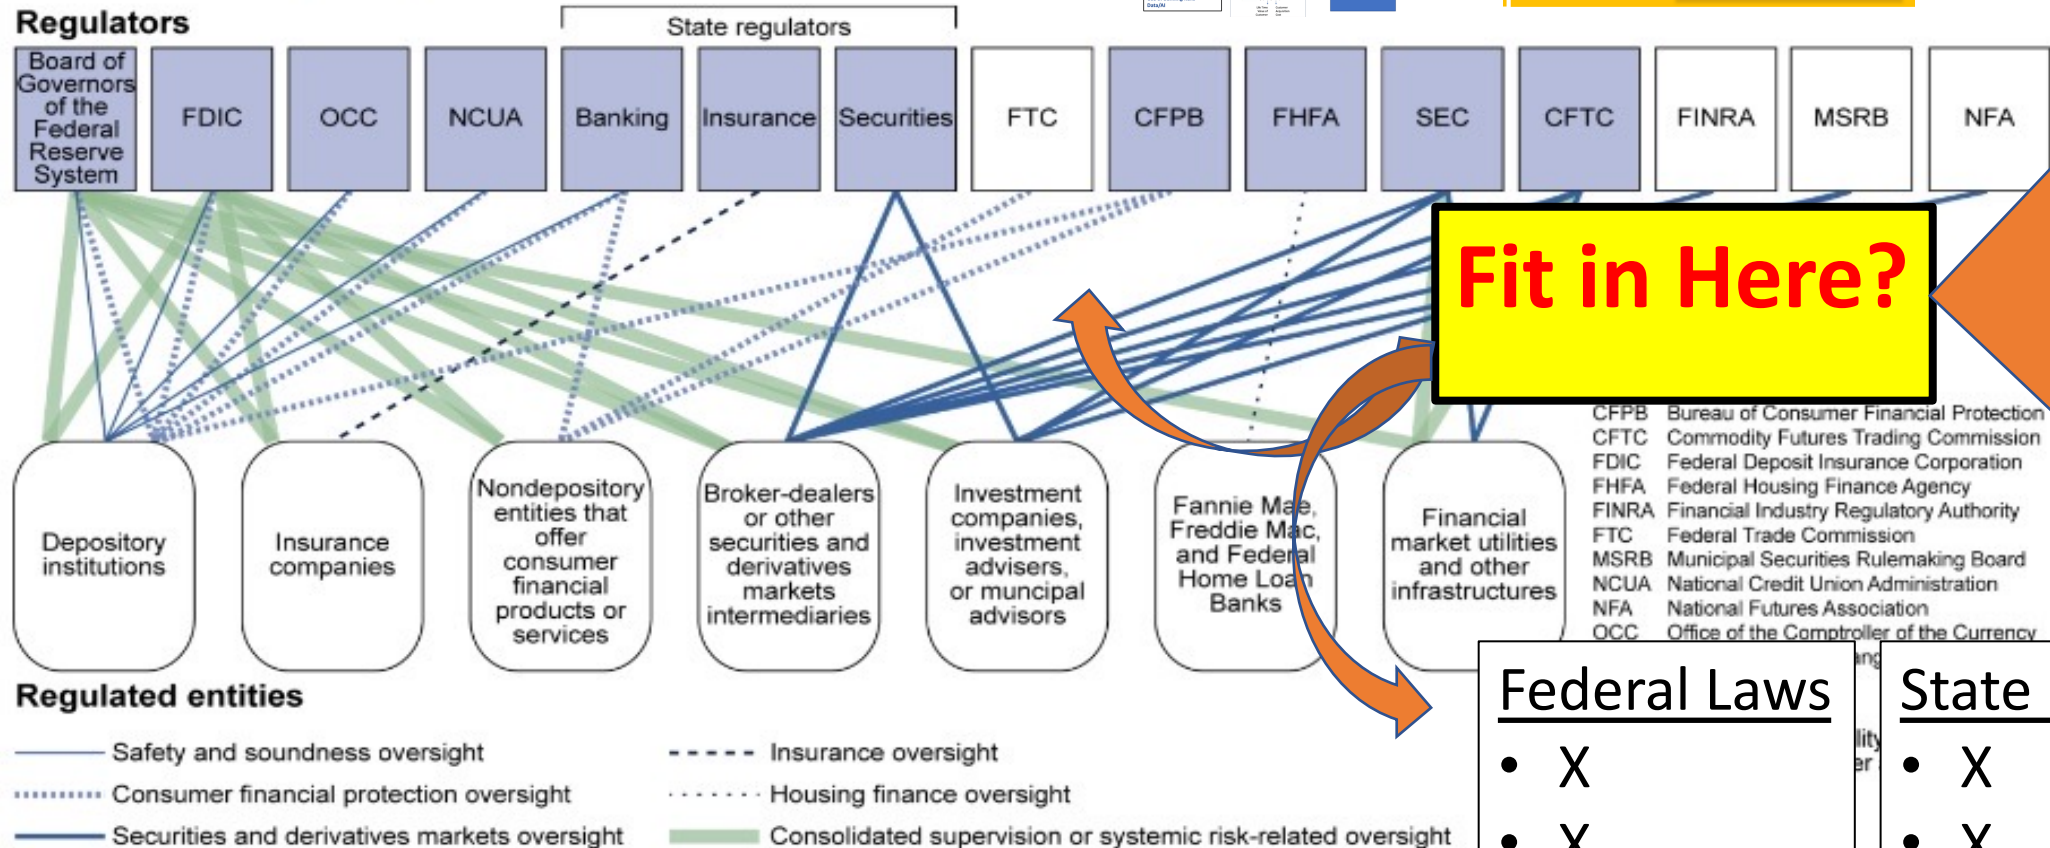 Data/AI
Regulators
State regulators
Board of
Governors
of the
Federal
Reserve
System
FDIC
OCC
NCUA
Banking
Insurance
Securities
FTC
CFPB
FHFA
SEC
CFTC
FINRA
MSRB
NFA
Fit in Here?
Depository
institutions
Insurance
companies
Nondepository
entities that
offer
consumer
financial
products or
services
Broker-dealers
or other
securities and
derivatives
markets
intermediaries
Investment
companies,
investment
advisers,
or muncipal
advisors
Fannie Mae,
Freddie Mac,
and Federal
Home Loan
Banks
Financial
market utilities
and other
infrastructures
CFPB Bureau of Consumer Financial Protection
CFTC Commodity Futures Trading Commission
FDIC Federal Deposit Insurance Corporation
FHFA Federal Housing Finance Agency
FINRA Financial Industry Regulatory Authority
FTC Federal Trade Commission
MSRB Municipal Securities Rulemaking Board
NCUA National Credit Union Administration
NFA National Futures Association
OCC Office of the Comptroller of the Currency
Regulated entities
Safety and soundness oversight
Consumer financial protection oversight
Securities and derivatives markets oversight
Insurance oversight
Housing finance oversight
Consolidated supervision or systemic risk-related oversight
Federal Laws
• X
• X
State
• X
• X